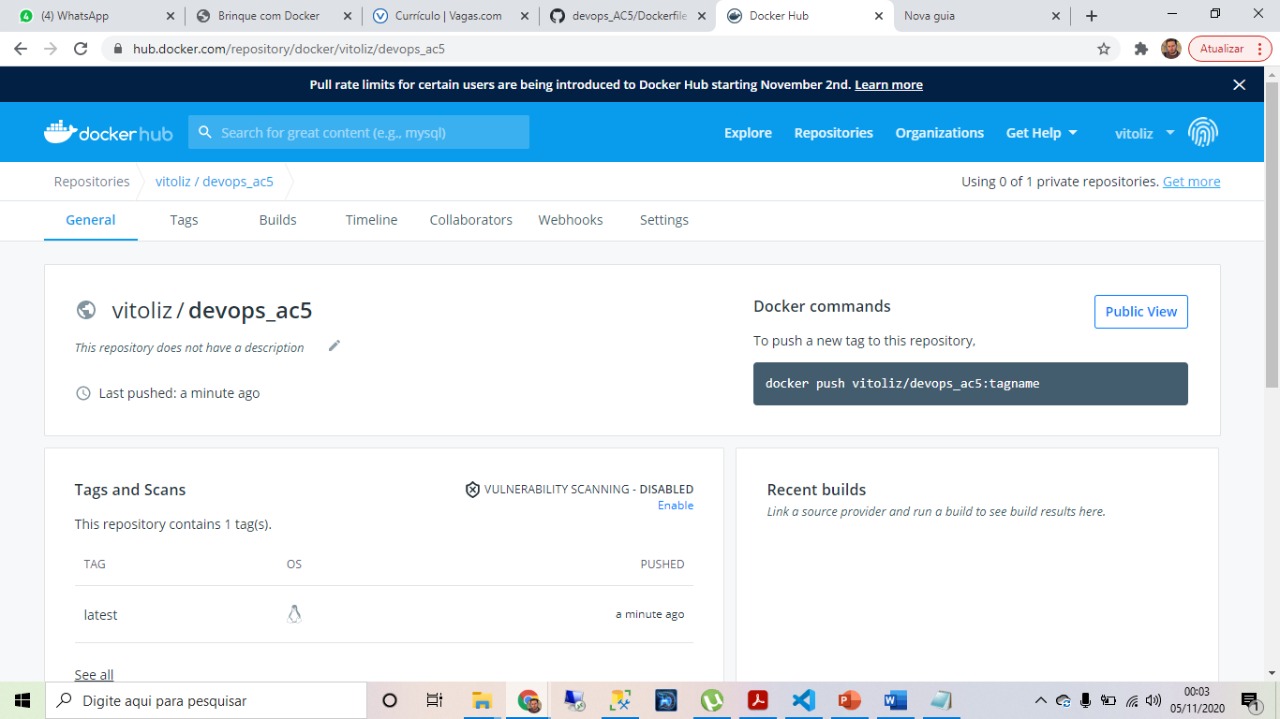 (4) WhatsApp
Brinque com Docker
Currículo | Vagas.com
devops_AC5/Dockerfile
Docker Hub
Nova guia
hub.docker.com/repository/docker/vitoliz/devops_ac5
Atualizar
Pull rate limits for certain users are being introduced to Docker Hub starting November 2nd. Learn more
dockerhub
Search for great content (e.g., mysql)
Explore
Repositories
Organizations
Get Help
vitoliz
Repositories
vitoliz / devops_ac5
Using 0 of 1 private repositories. Get more
General
Tags
Builds
Timeline
Collaborators
Webhooks
Settings
vitoliz / devops_ac5
This repository does not have a description
Last pushed: a minute ago
Docker commands
Public View
To push a new tag to this repository,
docker push vitoliz/devops_ac5:tagname
Tags and Scans
VULNERABILITY SCANNING - DISABLED
Enable
This repository contains 1 tag(s).
TAG
OS
PUSHED
latest
a minute ago
See all
Recent builds
Link a source provider and run a build to see build results here.
Digite aqui para pesquisar
00:03
05/11/2020
1